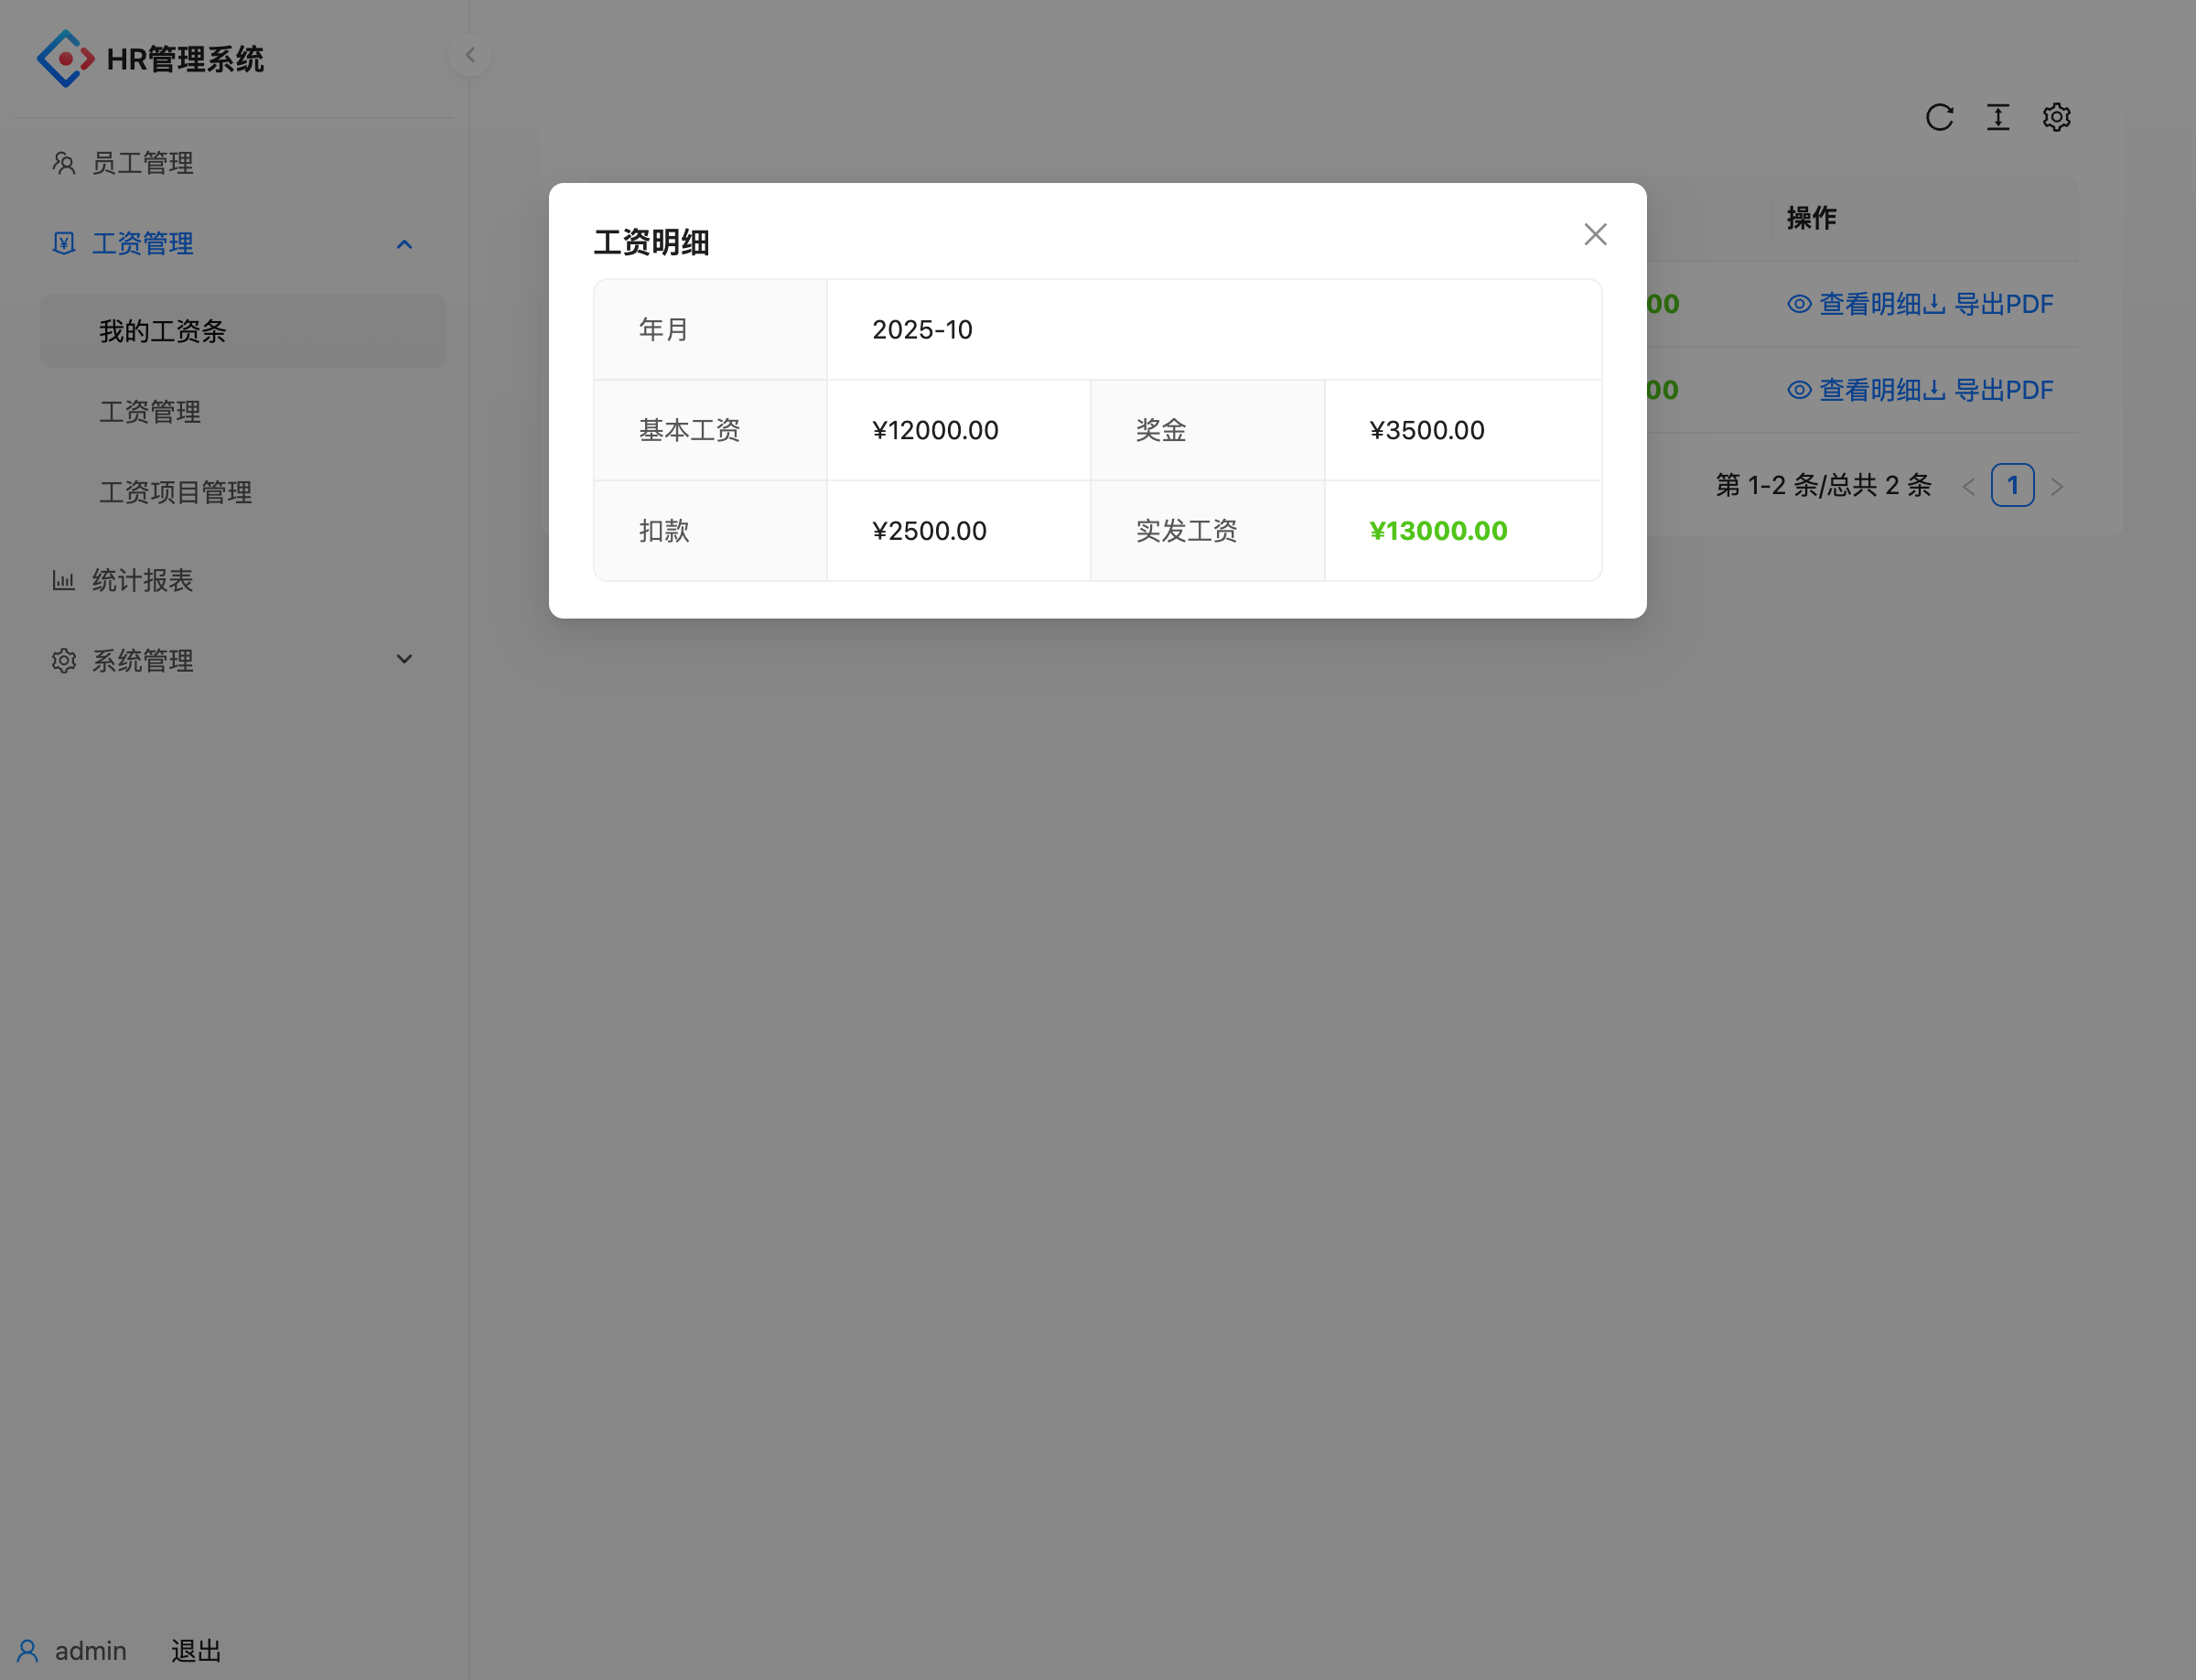 HR管理系统
员工管理
工资管理
我的工资条
工资管理
工资项目管理
统计报表
系统管理
admin 退出
操作
00 查看明细 导出PDF
00 查看明细 导出PDF
第 1-2 条/总共 2 条 1
工资明细
年月 2025-10
基本工资 ¥12000.00 奖金 ¥3500.00
扣款 ¥2500.00 实发工资 ¥13000.00